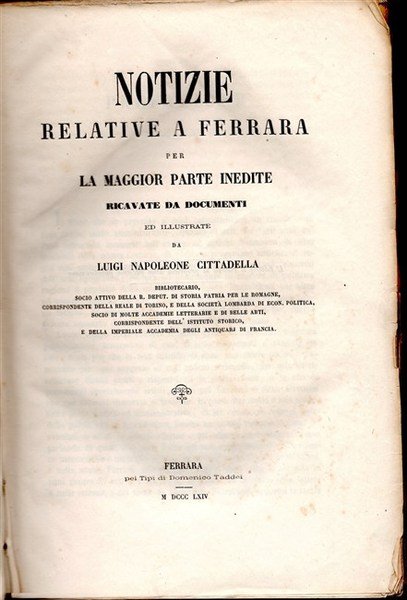 NOTIZIE
RELATIVE A FERRARA
PER
LA MAGGIOR PARTE INEDITE
RICAVATE DA DOCUMENTI
ED ILLUSTRATE
DA
LUIGI NAPOLEONE CITTADELLA
BIBLIOTECARIO,
SOCIO ATTIVO DELLA R. DEPUT. DI STORIA PATRIA PER LE ROMAGNE,
CORRISPONDENTE DELLA REALE DI TORINO, E DELLA SOCIETÀ LOMBARDA DI ECON. POLITICA,
SOCIO DI MOLTE ACCADEMIE LETTERARIE E DI BELLE ARTI,
CORRISPONDENTE DELL' ISTITUTO STORICO,
E DELLA IMPERIALE ACCADEMIA DEGLI ANTIQUARJ DI FRANCIA.
FERRARA
pei Tipi di Domenico Taddei
M DCCC LXIV